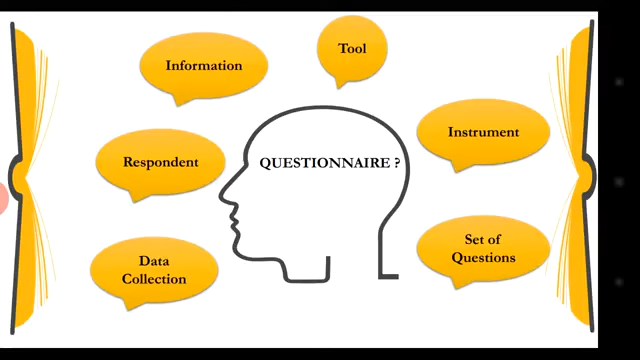 Tool
Information
Instrument
Respondent
QUESTIONNAIRE ?
Set of
Questions
Data
Collection